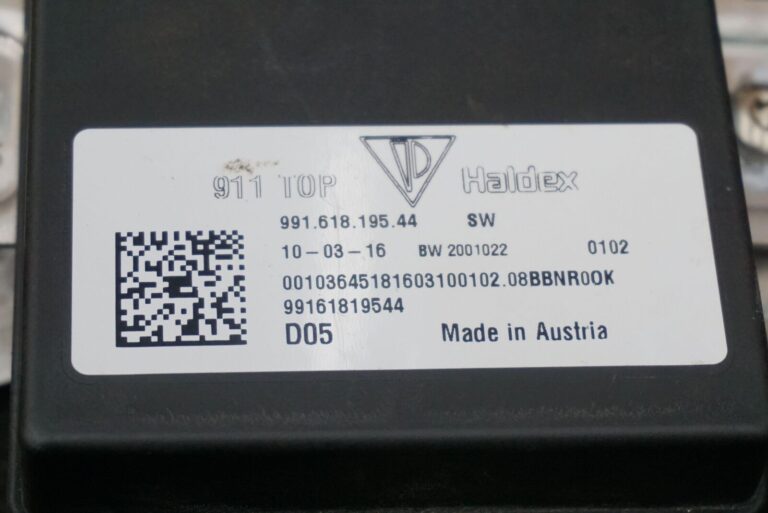 911 TOP Haldex
991.618.195.44 SW
10-03-16 BW 2001022 0102
00103645181603100102.08BBNR0OK
99161819544
D05 Made in Austria